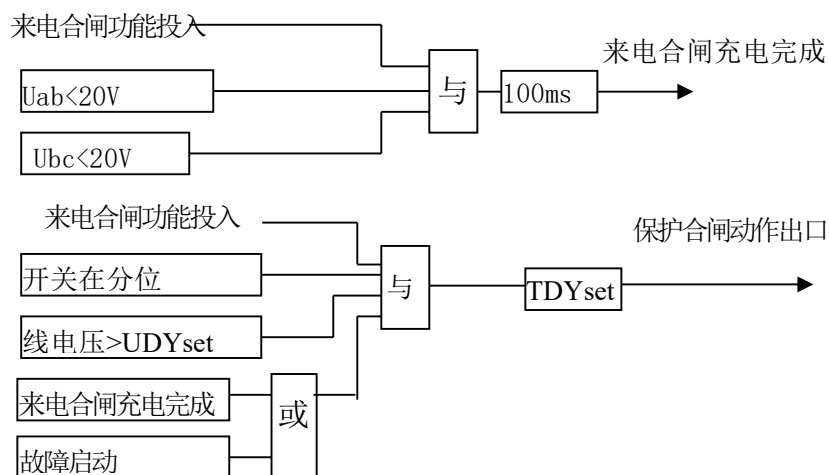 来电合闸功能投入
来电合闸充电完成
Uab<20V
与
100ms
Ubc<20V
来电合闸功能投入
保护合闸动作出口
开关在分位
与
TDYset
线电压>UDYset
来电合闸充电完成
或
故障启动